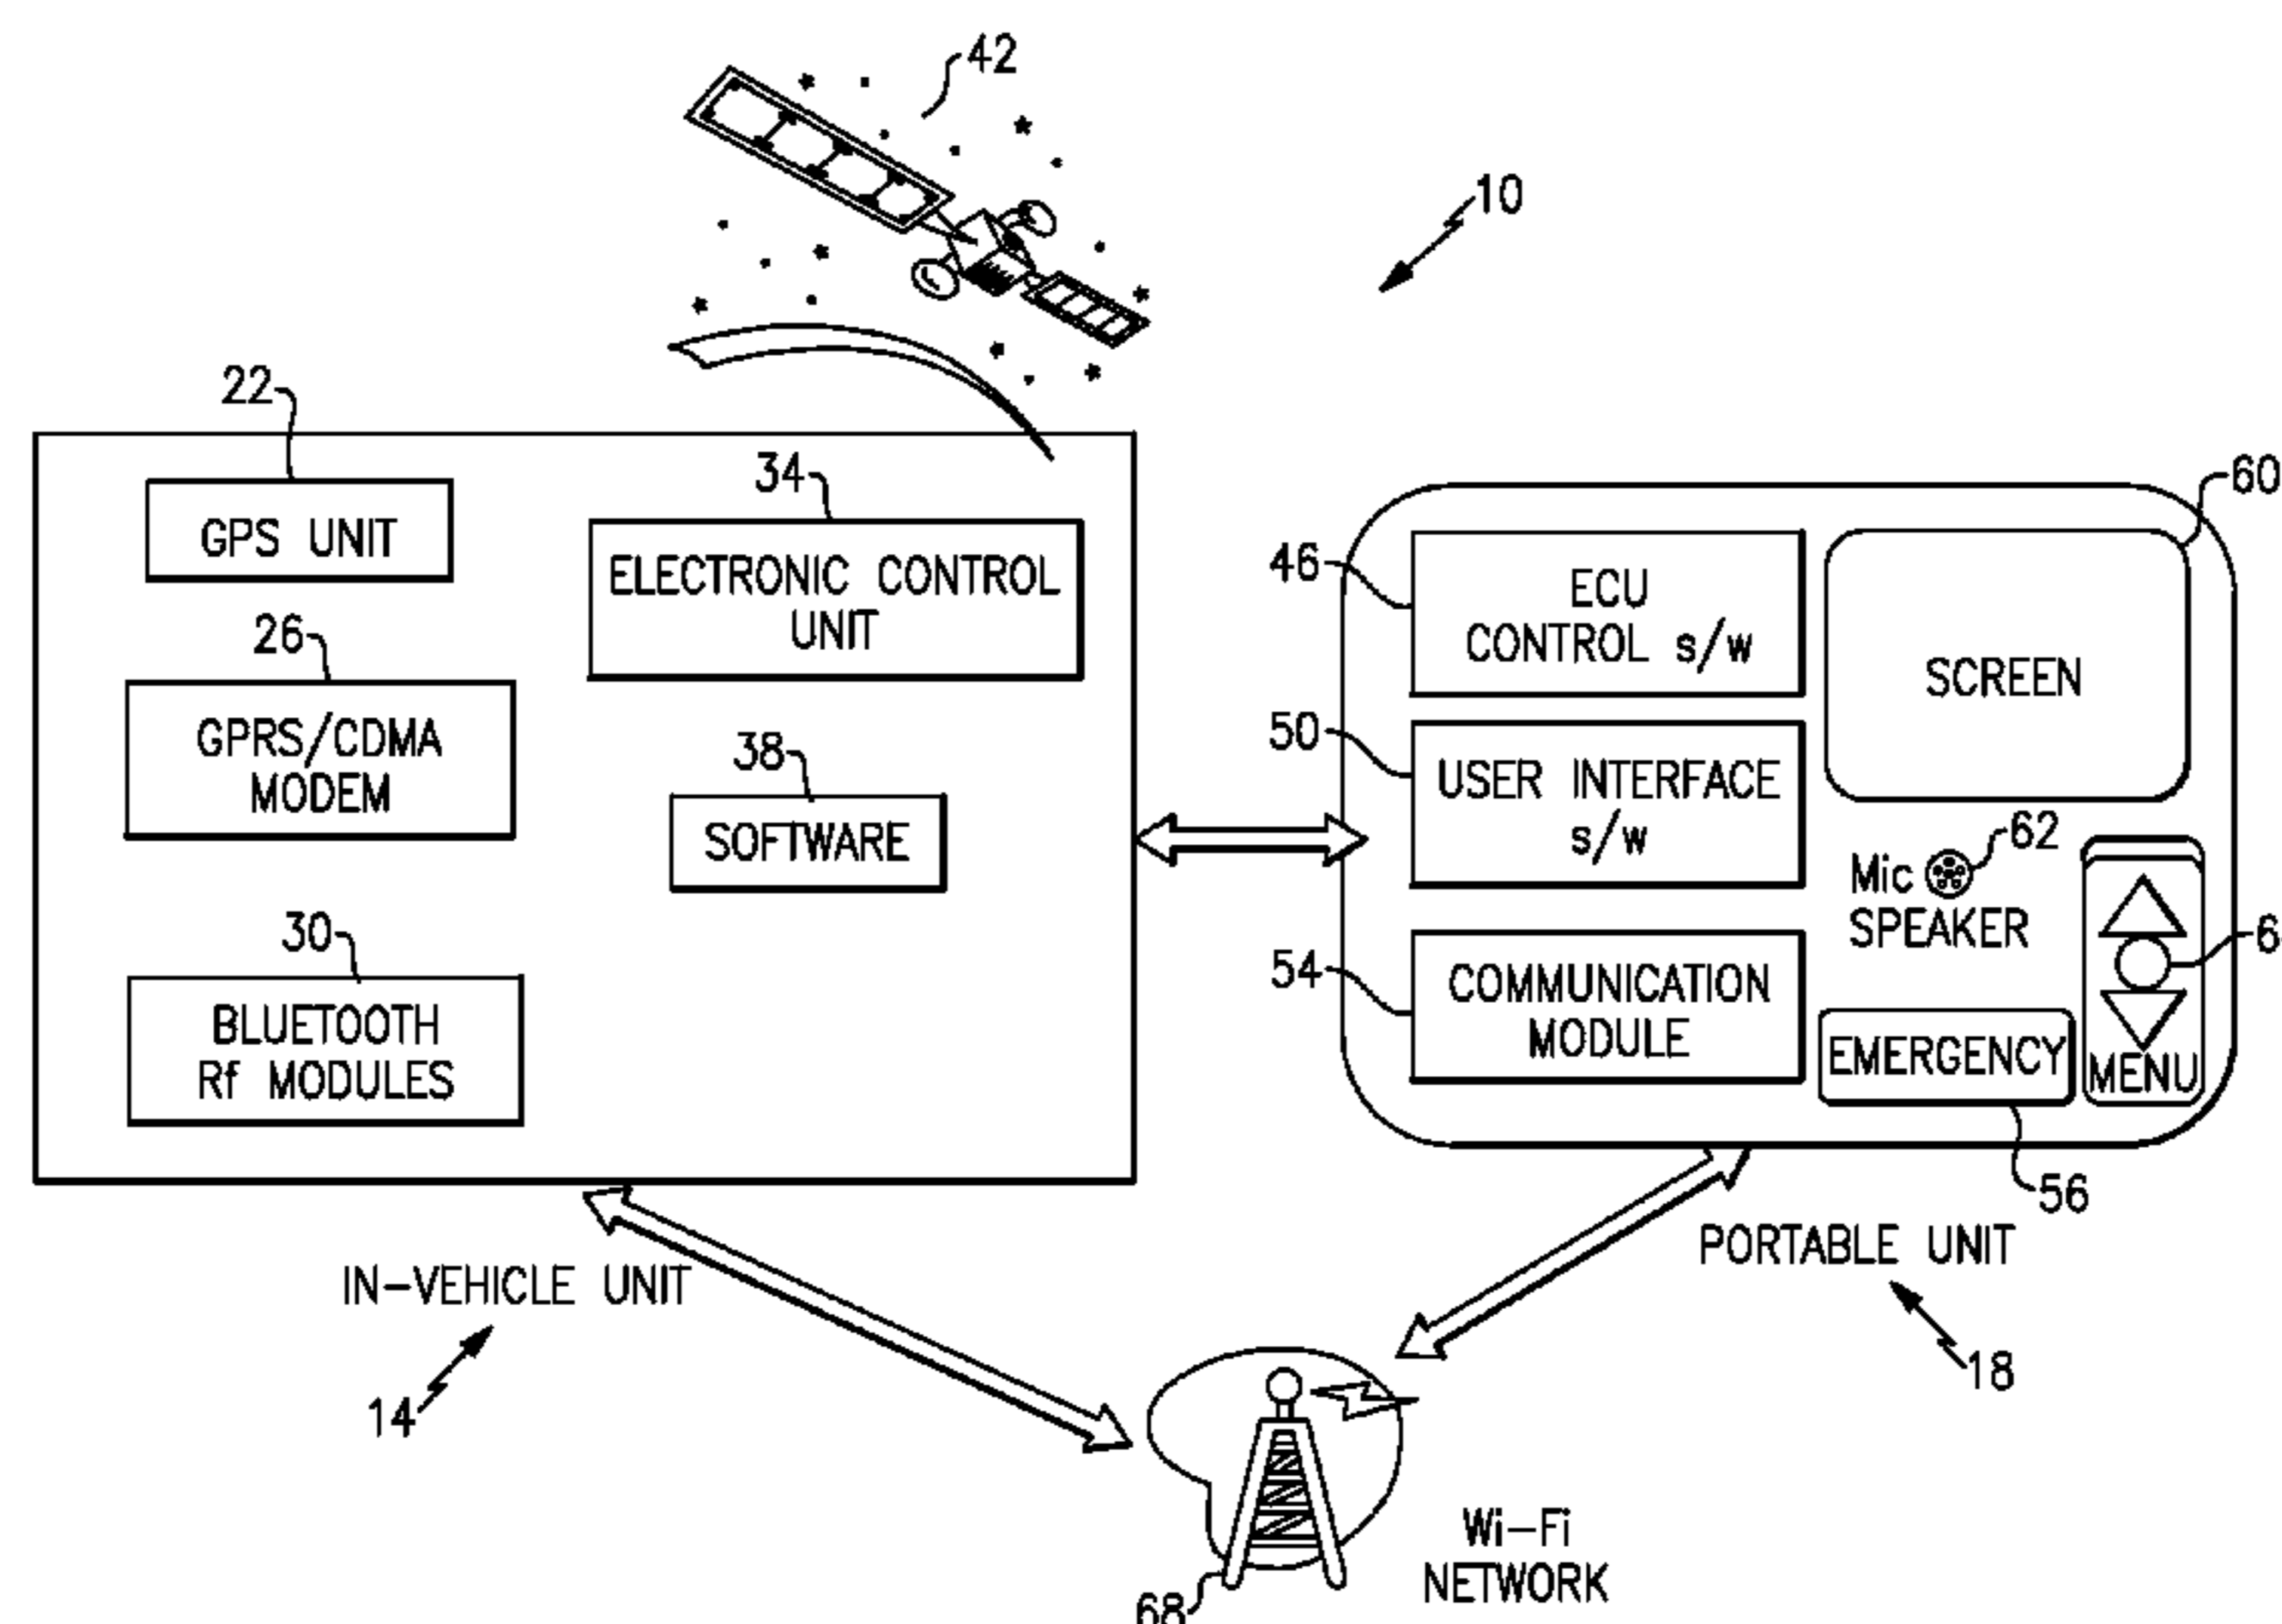 42
10
22
34
60
GPS UNIT
ELECTRONIC CONTROL
UNIT
46
ECU
CONTROL s/w
SCREEN
26
GPRS/CDMA
MODEM
38
SOFTWARE
50
USER INTERFACE
s/w
62
Mic
SPEAKER
30
BLUETOOTH
Rf MODULES
54
COMMUNICATION
MODULE
6
EMERGENCY
MENU
56
IN-VEHICLE UNIT
14
PORTABLE UNIT
18
Wi-Fi
NETWORK
68